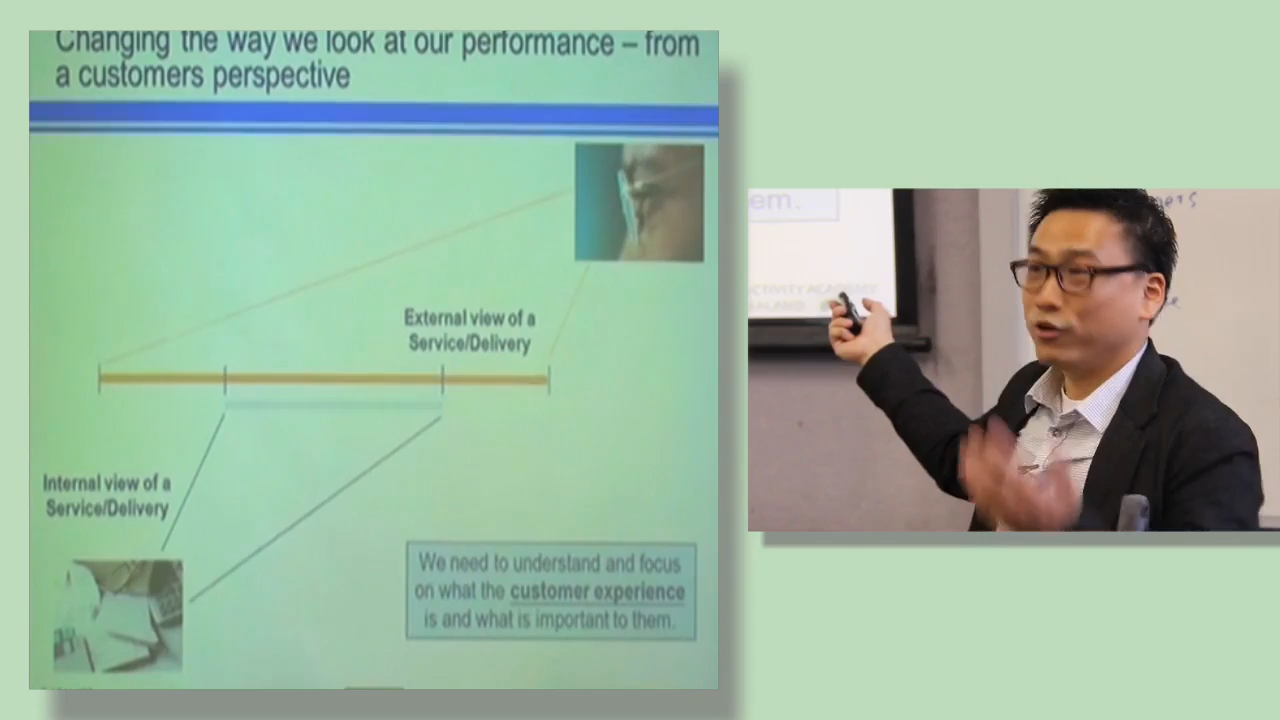 Changing the way we look at our performance – from
a customers perspective
External view of a
Service/Delivery
Internal view of a
Service/Delivery
We need to understand and focus
on what the customer experience
is and what is important to them.
em.